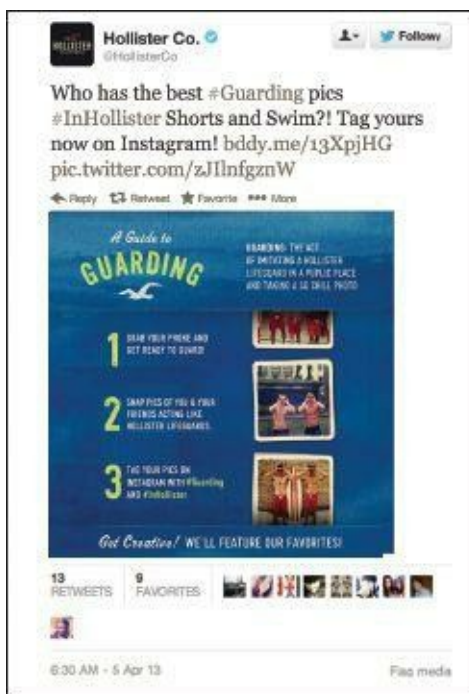 HOLLISTER
Hollister Co.
@HollisterCo
Follow
Who has the best #Guarding pics
#InHollister Shorts and Swim?! Tag yours
now on Instagram! bddy.me/13XpjHG
pic.twitter.com/zJIlnfgznW
Reply Retweet Favorite More
A Guide to
GUARDING
GUARDING: THE ACT
OF IMITATING A HOLLISTER
LIFEGUARD IN A PUBLIC PLACE
AND TAKING A SO CHILL PHOTO
1
GRAB YOUR PHONE AND
GET READY TO GUARD!
2
SNAP PICS OF YOU & YOUR
FRIENDS ACTING LIKE
HOLLISTER LIFEGUARDS.
3
TAG YOUR PICS ON
INSTAGRAM WITH #Guarding
AND #InHollister
Get Creative! WE'LL FEATURE OUR FAVORITES!
13
RETWEETS
9
FAVORITES
6:30 AM - 5 Apr 13
Flag media